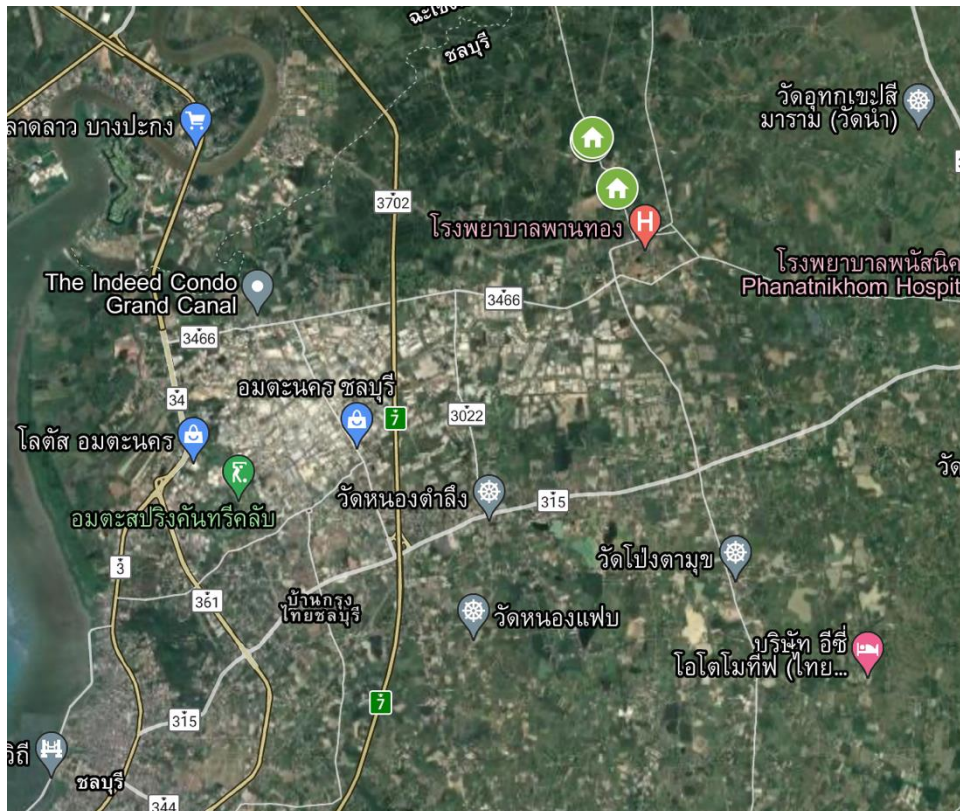 ฉะเชิง
ชลบุรี
ลาดลาว บางปะกง
วัดอุทกเขปสี
มาราม (วัดน้ำ)
3702
โรงพยาบาลพานทอง
โรงพยาบาลพนัสนิค
Phanatnikhom Hospit
The Indeed Condo
Grand Canal
3466
3466
34
อมตะนคร ชลบุรี
7
3022
โลตัส อมตะนคร
วัดหนองตำลึง
315
อมตะสปริงคันทรีคลับ
วัดโป่งตามุข
3
361
บ้านกรุง
ไทยชลบุรี
วัดหนองแฟบ
บริษัท อีซี่
โอโตโมทีฟ (ไทย...
7
315
วิถี
ชลบุรี
344